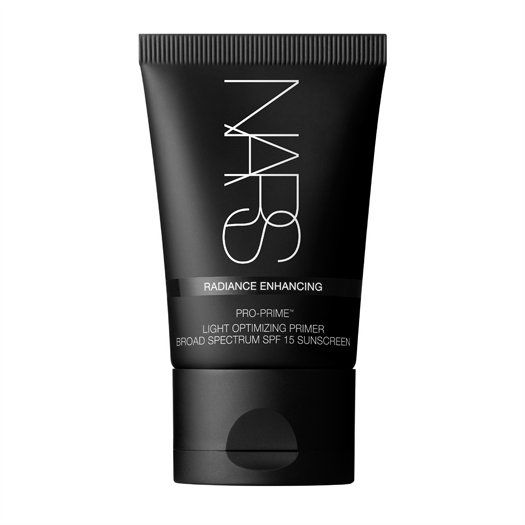 NARS
RADIANCE ENHANCING
PRO-PRIME™
LIGHT OPTIMIZING PRIMER
BROAD SPECTRUM SPF 15 SUNSCREEN